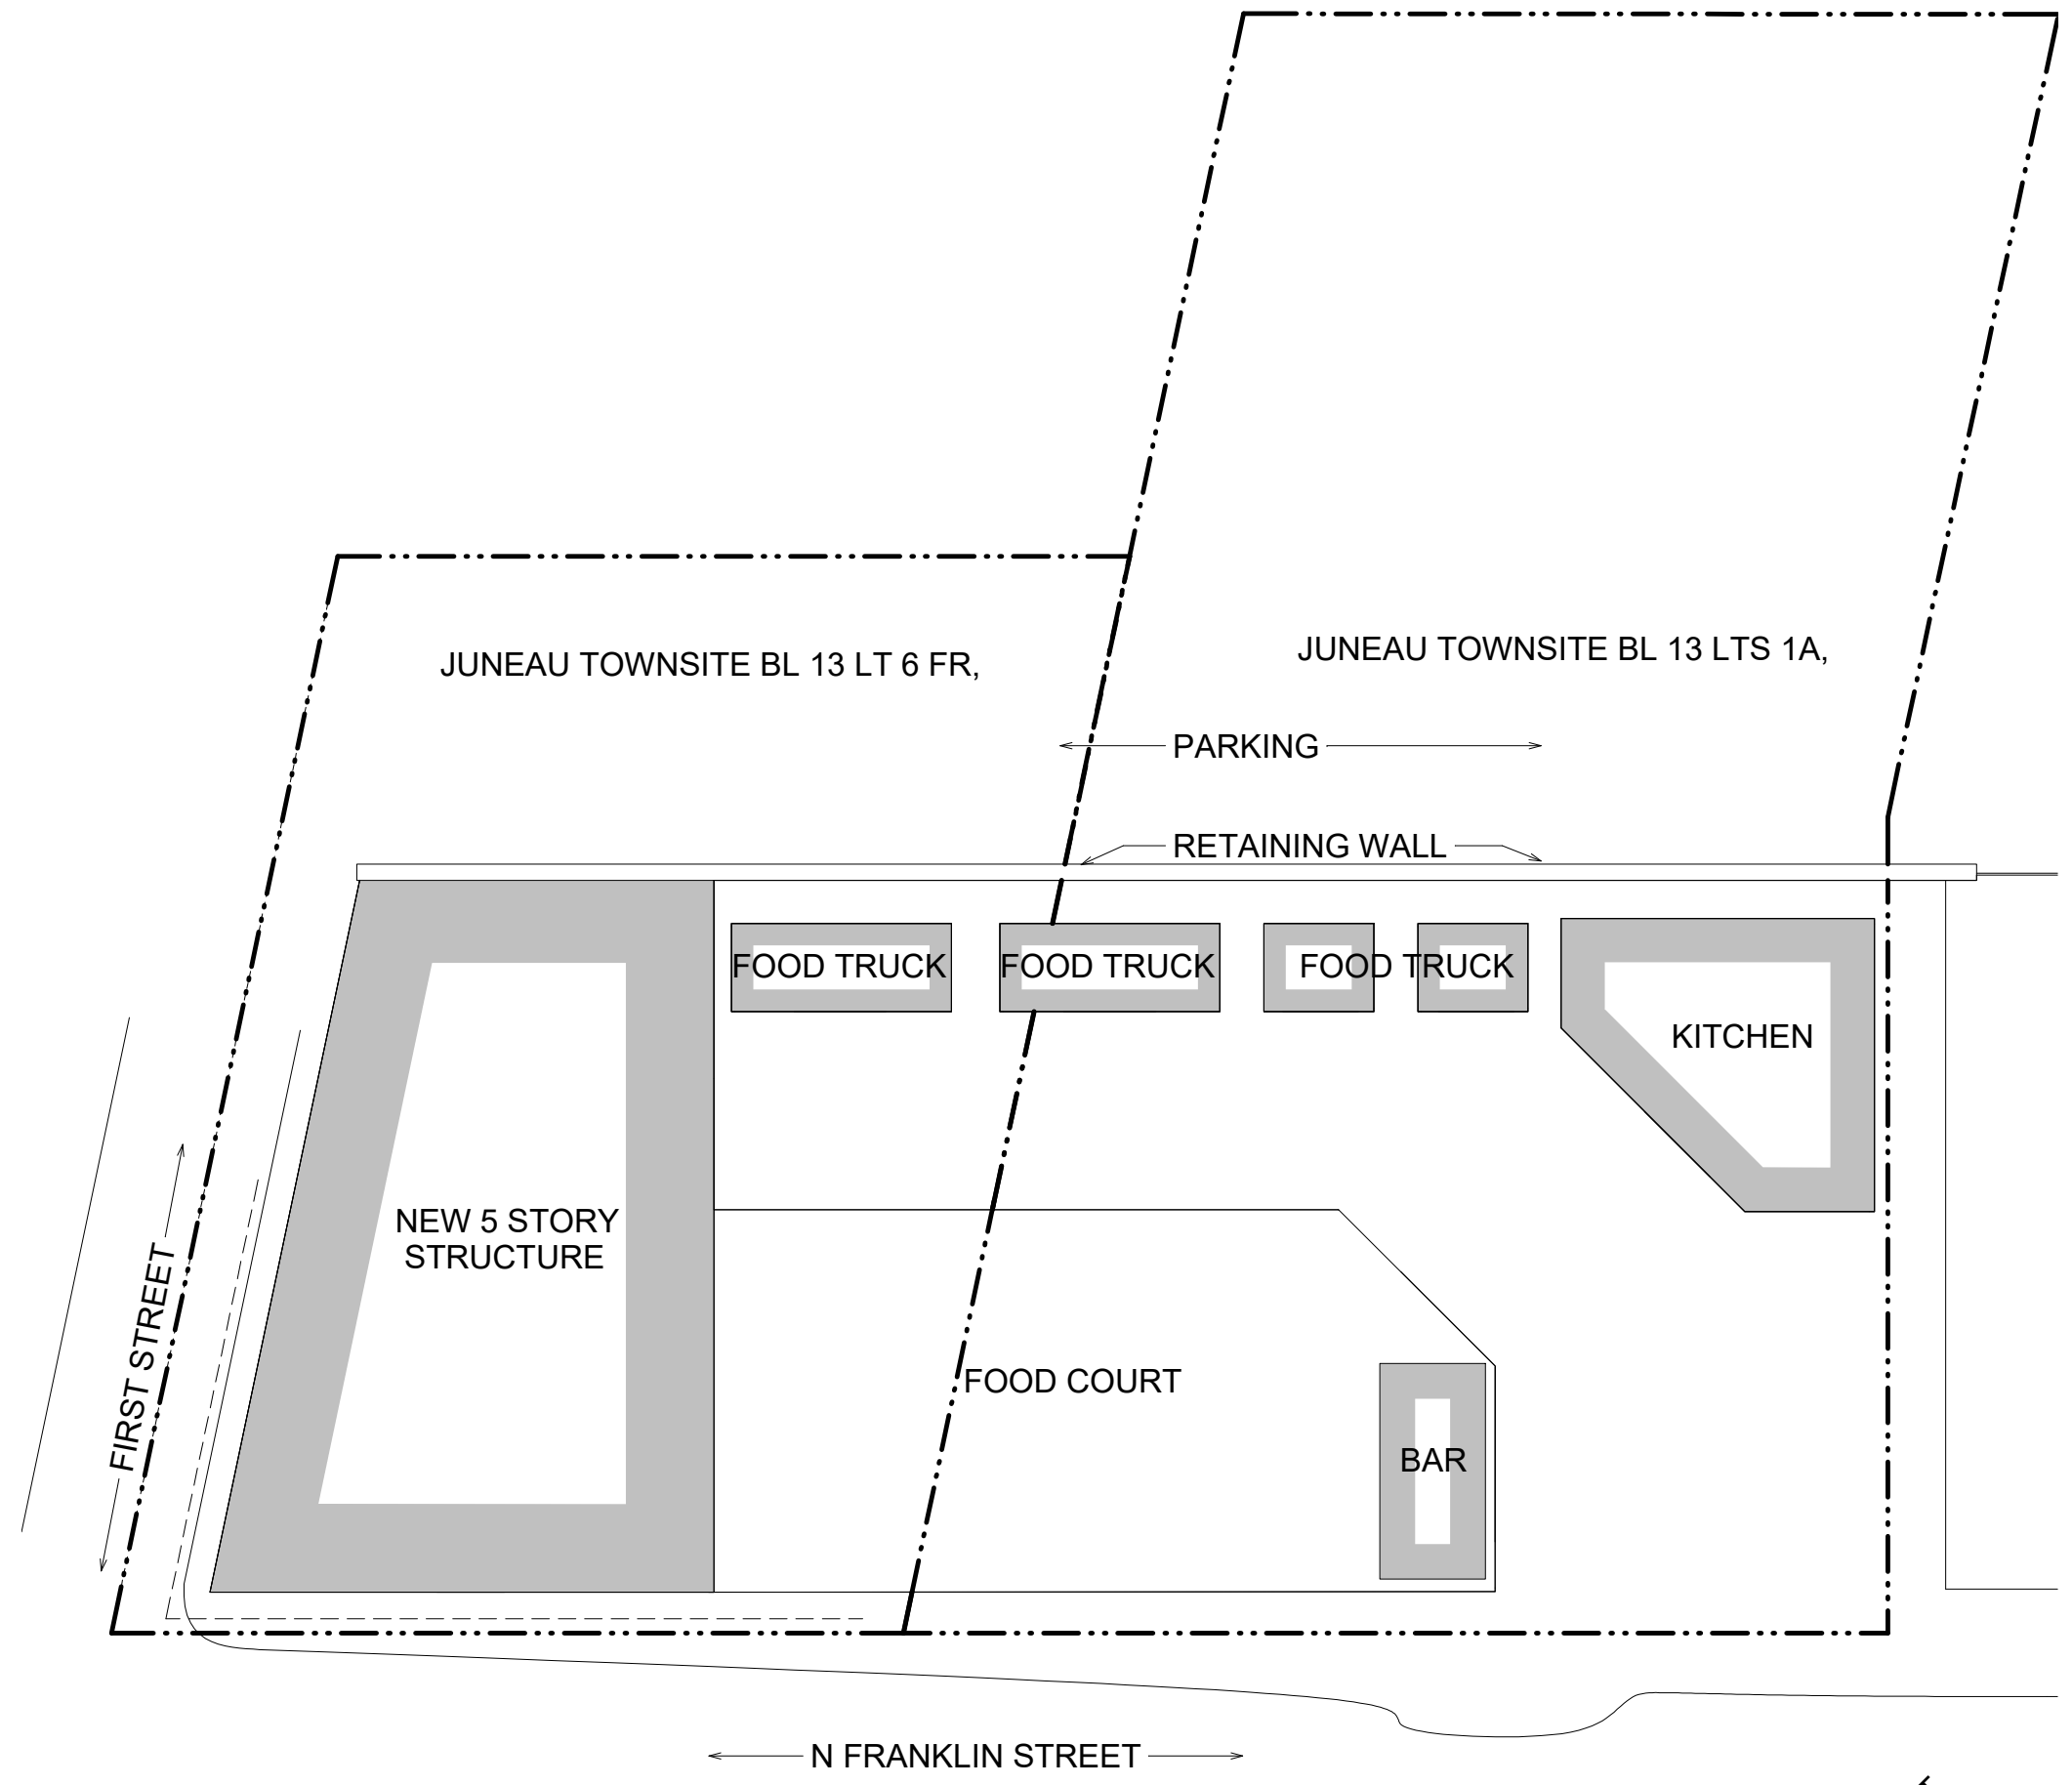 JUNEAU TOWNSITE BL 13 LTS 1A,
JUNEAU TOWNSITE BL 13 LT 6 FR,
PARKING
RETAINING WALL
FOOD TRUCK
FOOD TRUCK
FOOD TRUCK
KITCHEN
NEW 5 STORY
STRUCTURE
FIRST STREET
FOOD COURT
BAR
N FRANKLIN STREET